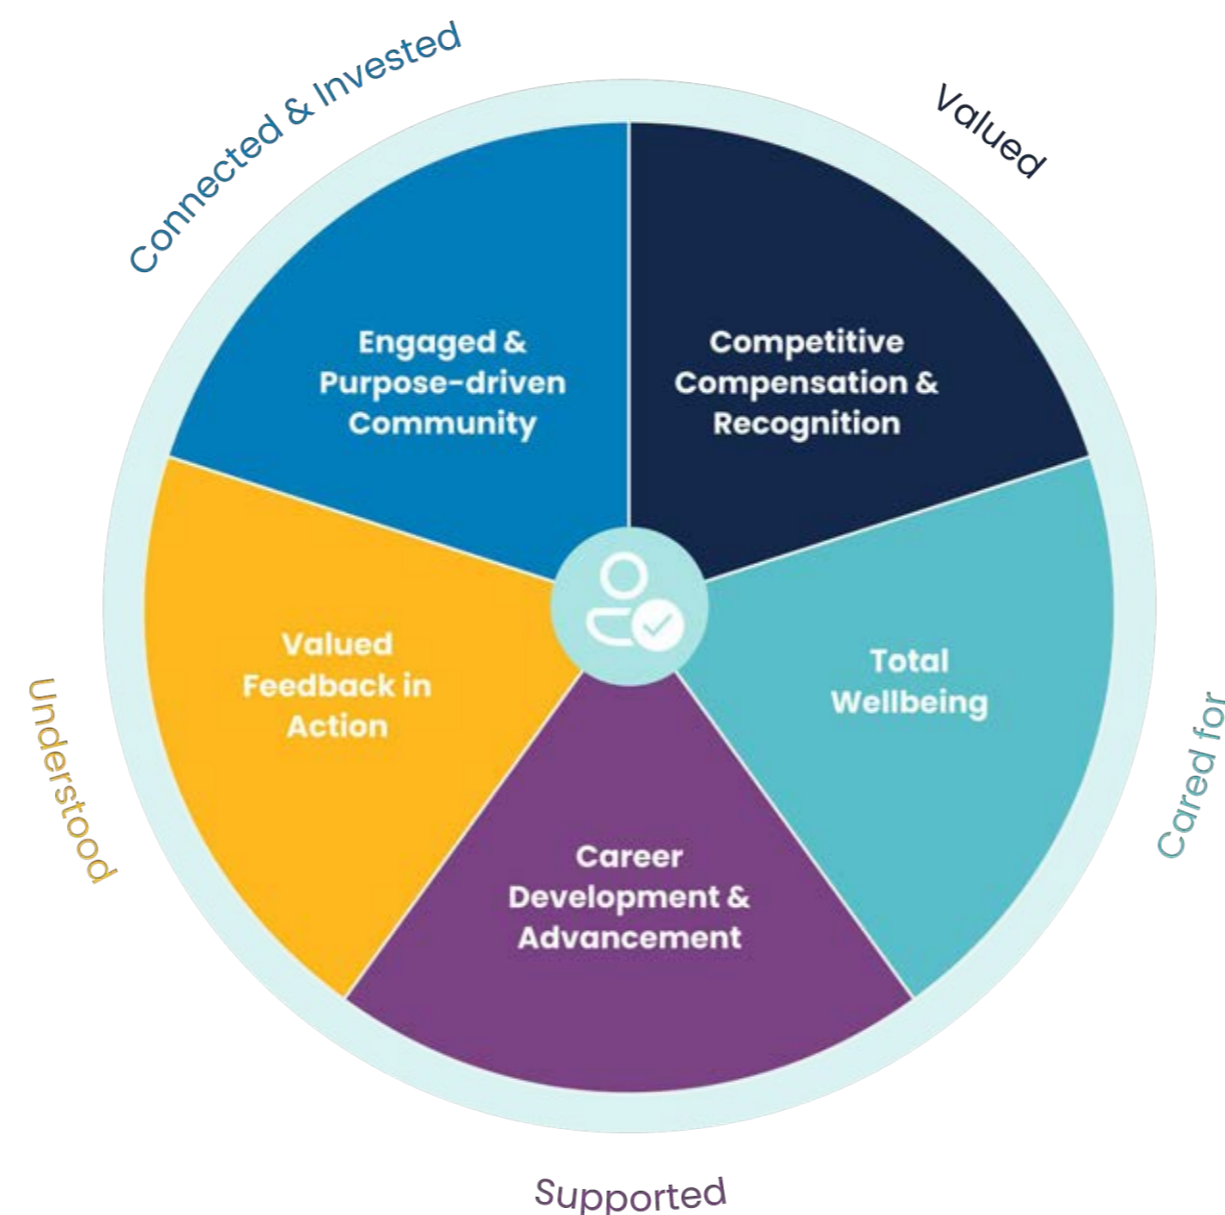 Connected & Invested
Valued
Engaged &
Purpose-driven
Community
Competitive
Compensation &
Recognition
Valued
Feedback in
Action
Total
Wellbeing
Understood
Cared for
Career
Development &
Advancement
Supported